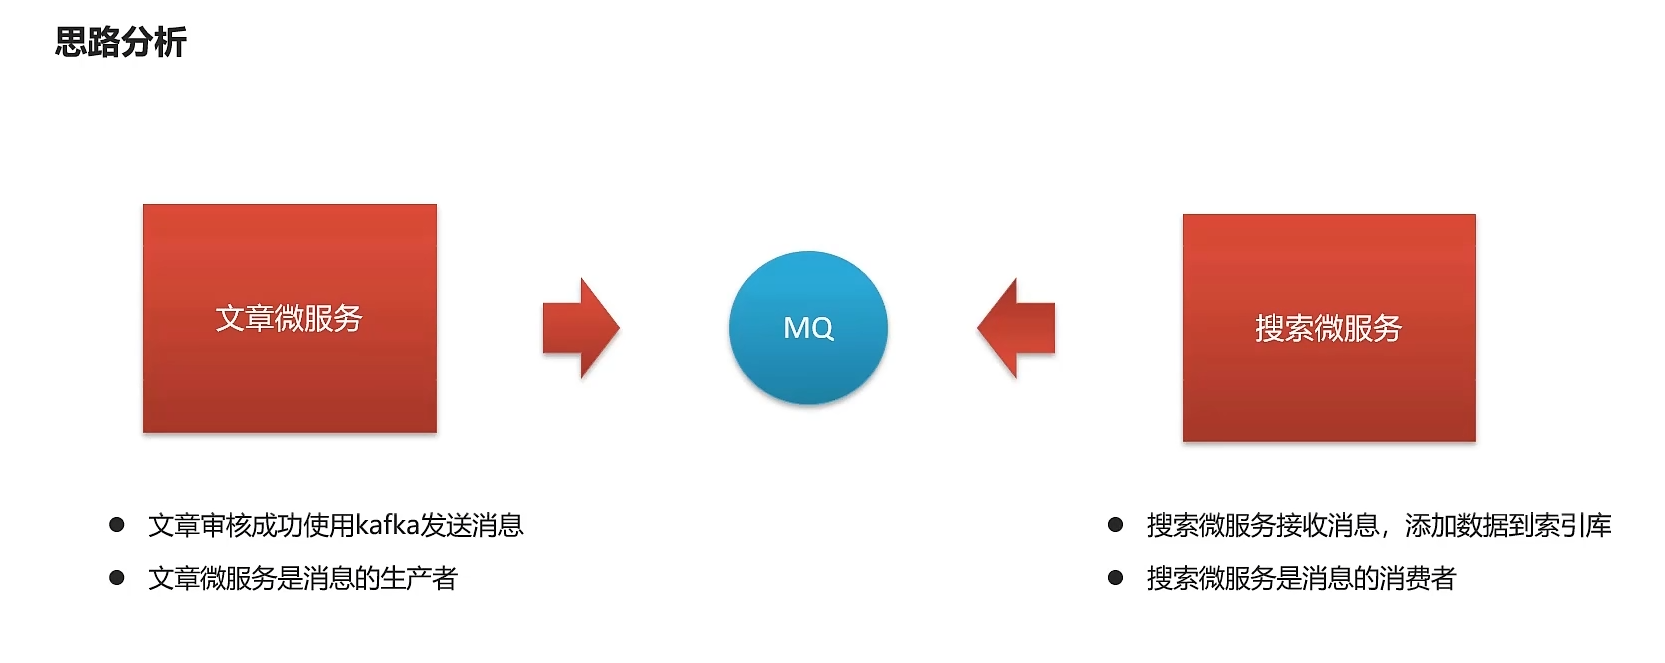 思路分析
文章微服务
MQ
搜索微服务
文章审核成功使用kafka发送消息
文章微服务是消息的生产者
搜索微服务接收消息，添加数据到索引库
搜索微服务是消息的消费者